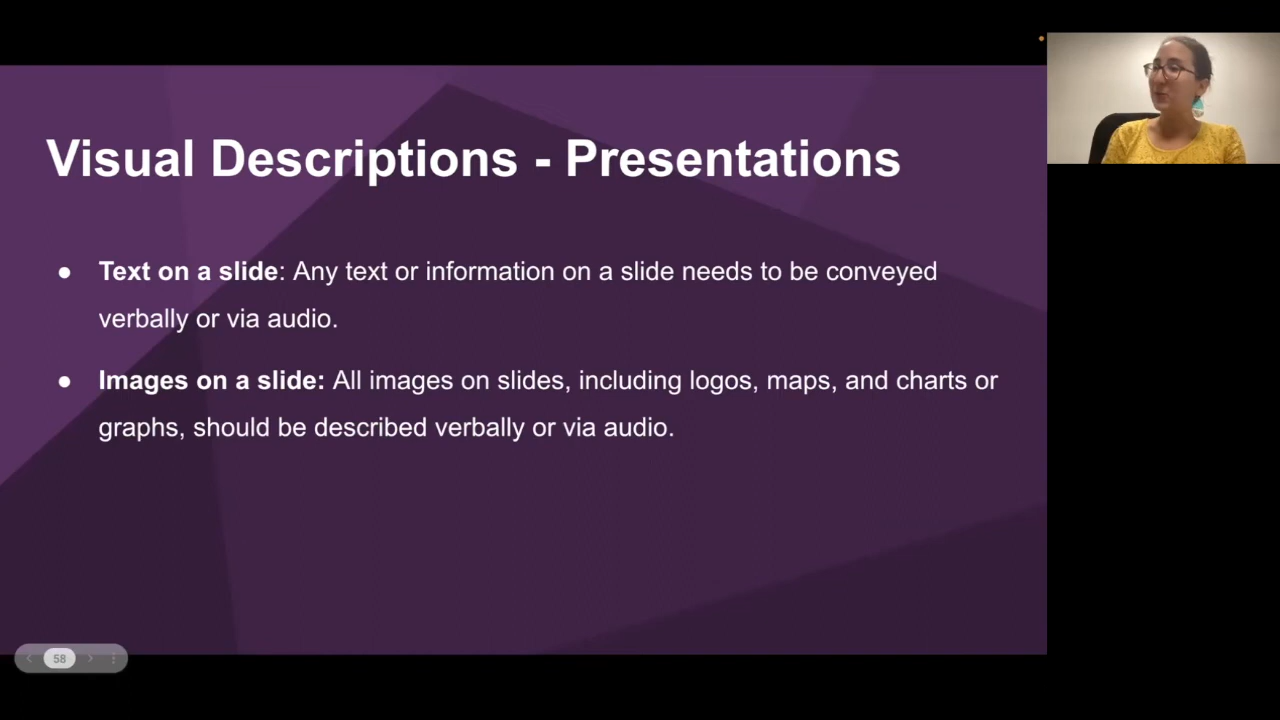 Visual Descriptions - Presentations
● Text on a slide: Any text or information on a slide needs to be conveyed
verbally or via audio.
● Images on a slide: All images on slides, including logos, maps, and charts or
graphs, should be described verbally or via audio.
58